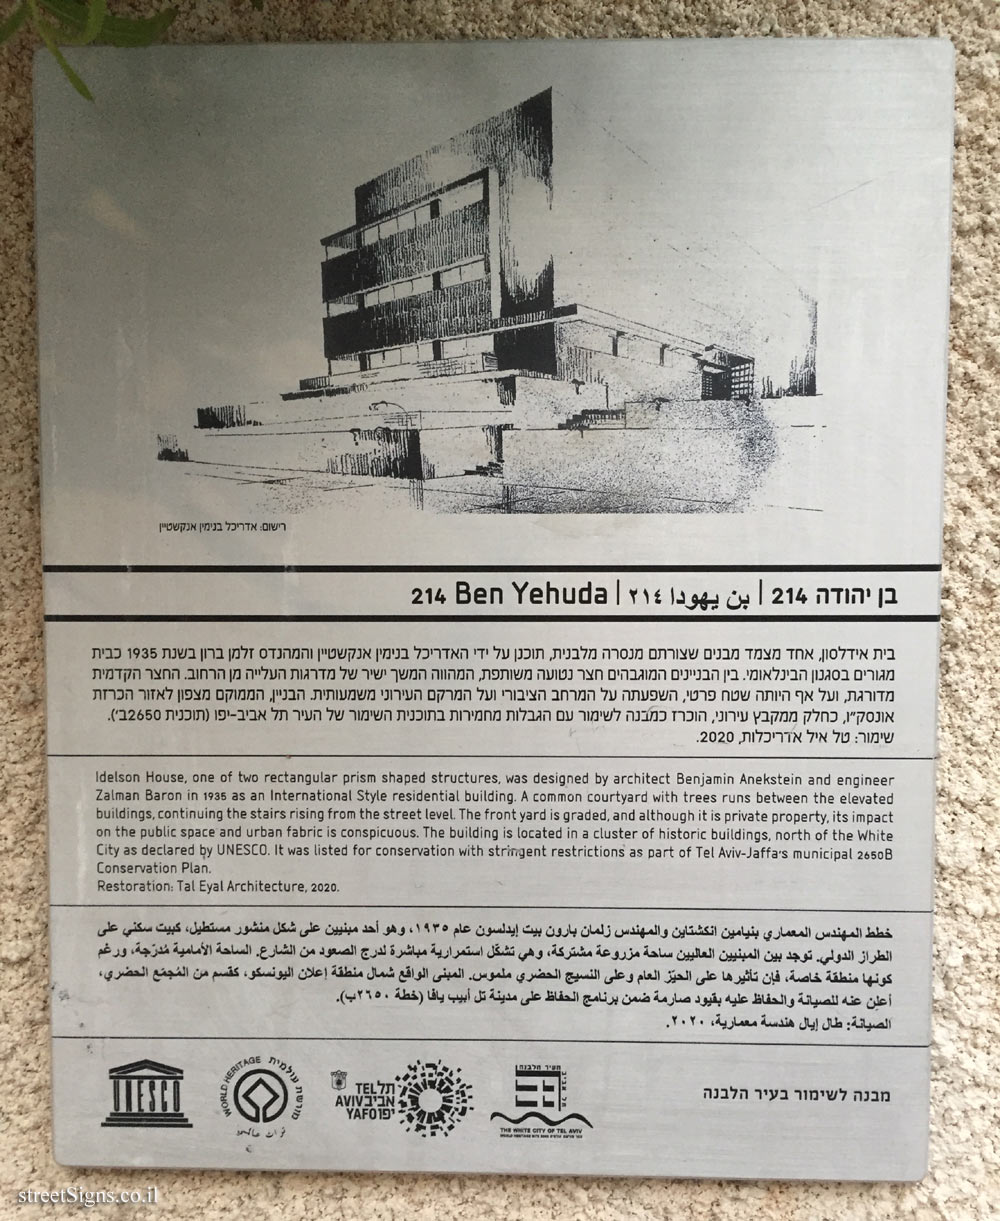 רישום: אדריכל בנימין אנקשטיין
בן יהודה 214 | بن يهودا ٢١٤ | 214 Ben Yehuda
בית אידלסון, אחד מצמד מבנים שצורתם מנסרה מלבנית, תוכנן על ידי האדריכל בנימין אנקשטיין והמהנדס זלמן ברון בשנת 1935 כבית
מגורים בסגנון הבינלאומי. בין הבניינים המוגבהים חצר נטועה משותפת, המהווה המשך ישיר של מדרגות העלייה מן הרחוב. החצר הקדמית
מדורגת, ועל אף היותה שטח פרטי, השפעתה על המרחב הציבורי ועל המרקם העירוני משמעותית. הבניין, הממוקם מצפון לאזור הכרזת
אונסק״ו, כחלק ממקבץ עירוני, הוכרז כמבנה לשימור עם הגבלות מחמירות בתוכנית השימור של העיר תל אביב-יפו (תוכנית 2650ב׳).
שימור: טל איל אדריכלות, 2020.
Idelson House, one of two rectangular prism shaped structures, was designed by architect Benjamin Anekstein and engineer
Zalman Baron in 1935 as an International Style residential building. A common courtyard with trees runs between the elevated
buildings, continuing the stairs rising from the street level. The front yard is graded, and although it is private property, its impact
on the public space and urban fabric is conspicuous. The building is located in a cluster of historic buildings, north of the White
City as declared by UNESCO. It was listed for conservation with stringent restrictions as part of Tel Aviv-Jaffa's municipal 2650B
Conservation Plan.
Restoration: Tal Eyal Architecture, 2020.
خطط المهندس المعماري بنيامين انكشتاين والمهندس زلمان بارون بيت إيدلسون عام ١٩٣٥، وهو أحد مبنيين على شكل منشور مستطيل، كبيت سكني على
الطراز الدولي. توجد بين المبنيين العاليين ساحة مزروعة مشتركة، وهي تشكّل استمرارية مباشرة لدرج الصعود من الشارع. الساحة الأمامية مُدرّجة، ورغم
كونها منطقة خاصة، فإن تأثيرها على الحيّز العام وعلى النسيج الحضري ملموس. المبنى الواقع شمال منطقة إعلان اليونسكو، كقسم من المُجمّع الحضري،
أُعلن عنه للصيانة والحفاظ عليه بقيود صارمة ضمن برنامج الحفاظ على مدينة تل أبيب يافا (خطة ٢٦٥٠ب).
الصيانة: طال إيال هندسة معمارية، ٢٠٢٠.
UNESCO
WORLD HERITAGE
מורשת עולמית
תל
TEL
AVIV אביב
YAFO יפו
העיר הלבנה
תל אביב
THE WHITE CITY OF TEL AVIV
מבנה לשימור בעיר הלבנה
streetSigns.co.il